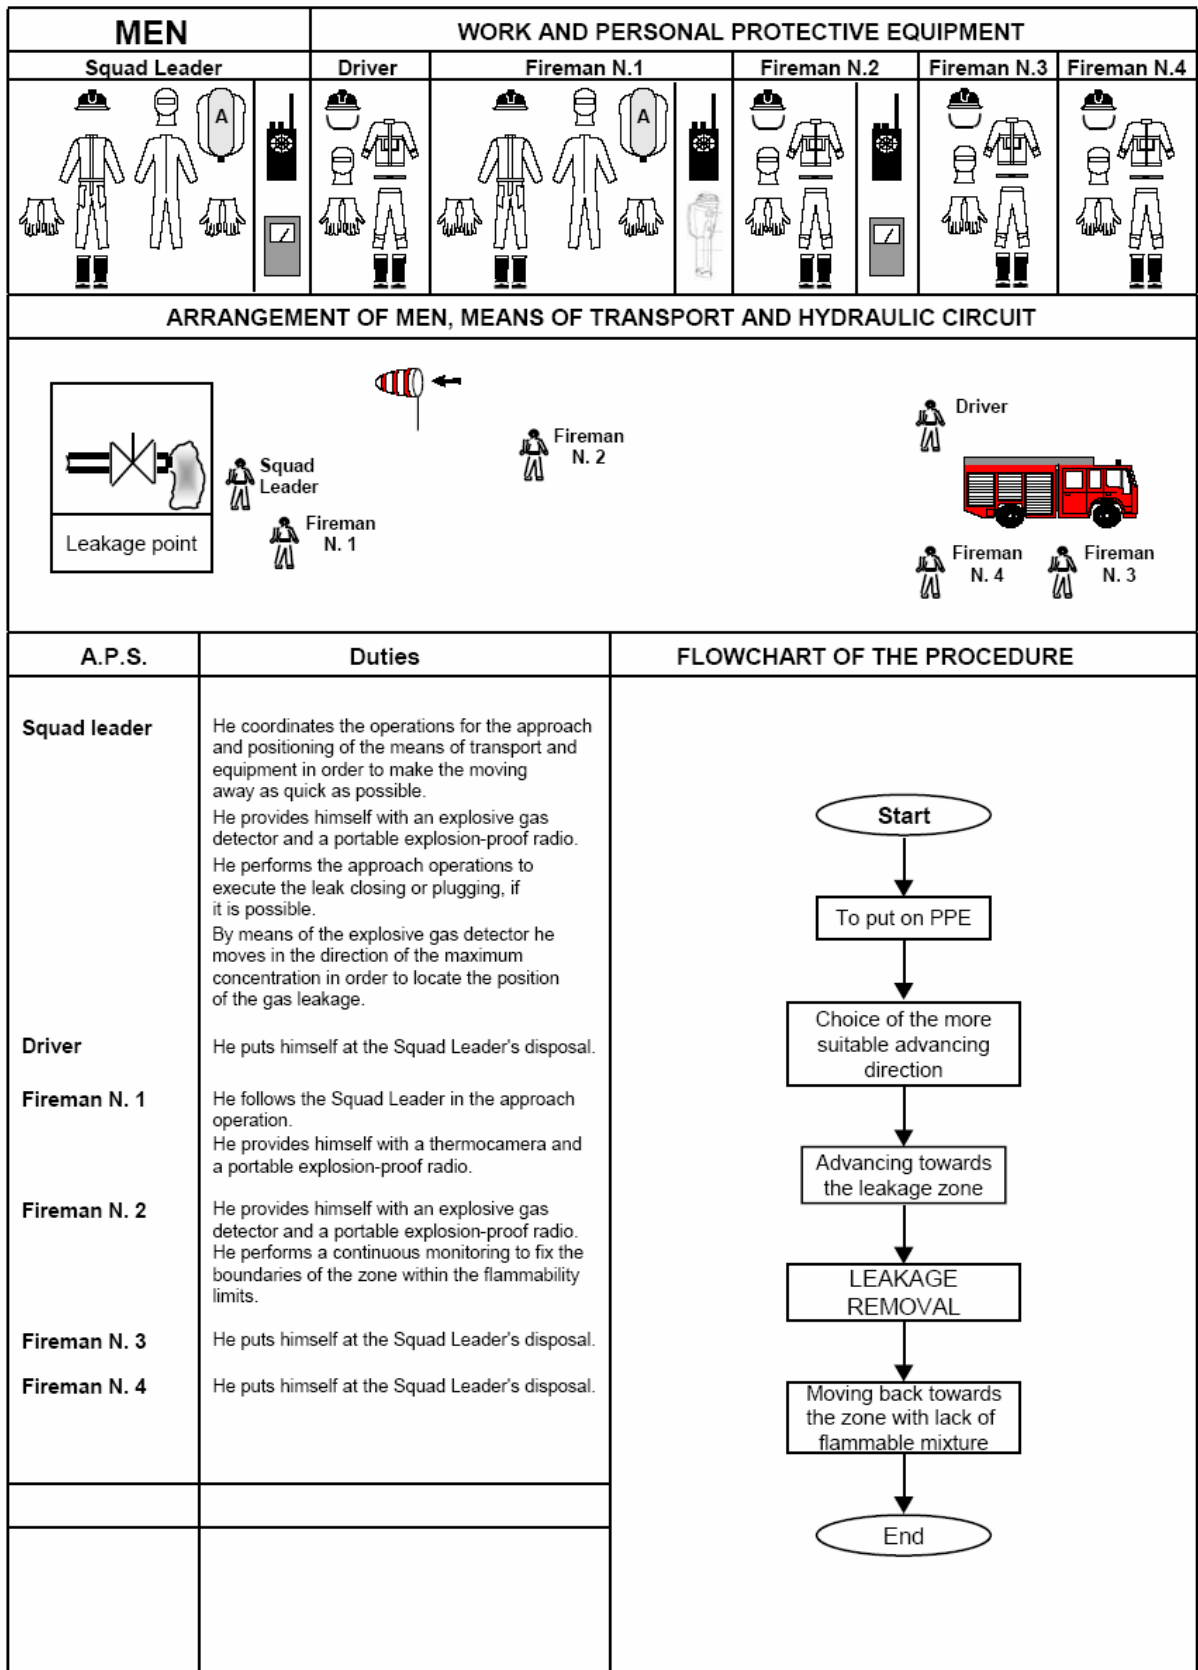 MEN
WORK AND PERSONAL PROTECTIVE EQUIPMENT
Squad Leader
Driver
Fireman N.1
Fireman N.2
Fireman N.3
Fireman N.4
A
A
ARRANGEMENT OF MEN, MEANS OF TRANSPORT AND HYDRAULIC CIRCUIT
Leakage point
Squad
Leader
Fireman
N. 1
Fireman
N. 2
Driver
Fireman
N. 4
Fireman
N. 3
A.P.S.
Duties
FLOWCHART OF THE PROCEDURE
Squad leader
He coordinates the operations for the approach
and positioning of the means of transport and
equipment in order to make the moving
away as quick as possible.
He provides himself with an explosive gas
detector and a portable explosion-proof radio.
He performs the approach operations to
execute the leak closing or plugging, if
it is possible.
By means of the explosive gas detector he
moves in the direction of the maximum
concentration in order to locate the position
of the gas leakage.
Driver
He puts himself at the Squad Leader's disposal.
Fireman N. 1
He follows the Squad Leader in the approach
operation.
He provides himself with a thermocamera and
a portable explosion-proof radio.
Fireman N. 2
He provides himself with an explosive gas
detector and a portable explosion-proof radio.
He performs a continuous monitoring to fix the
boundaries of the zone within the flammability
limits.
Fireman N. 3
He puts himself at the Squad Leader's disposal.
Fireman N. 4
He puts himself at the Squad Leader's disposal.
Start
To put on PPE
Choice of the more
suitable advancing
direction
Advancing towards
the leakage zone
LEAKAGE
REMOVAL
Moving back towards
the zone with lack of
flammable mixture
End